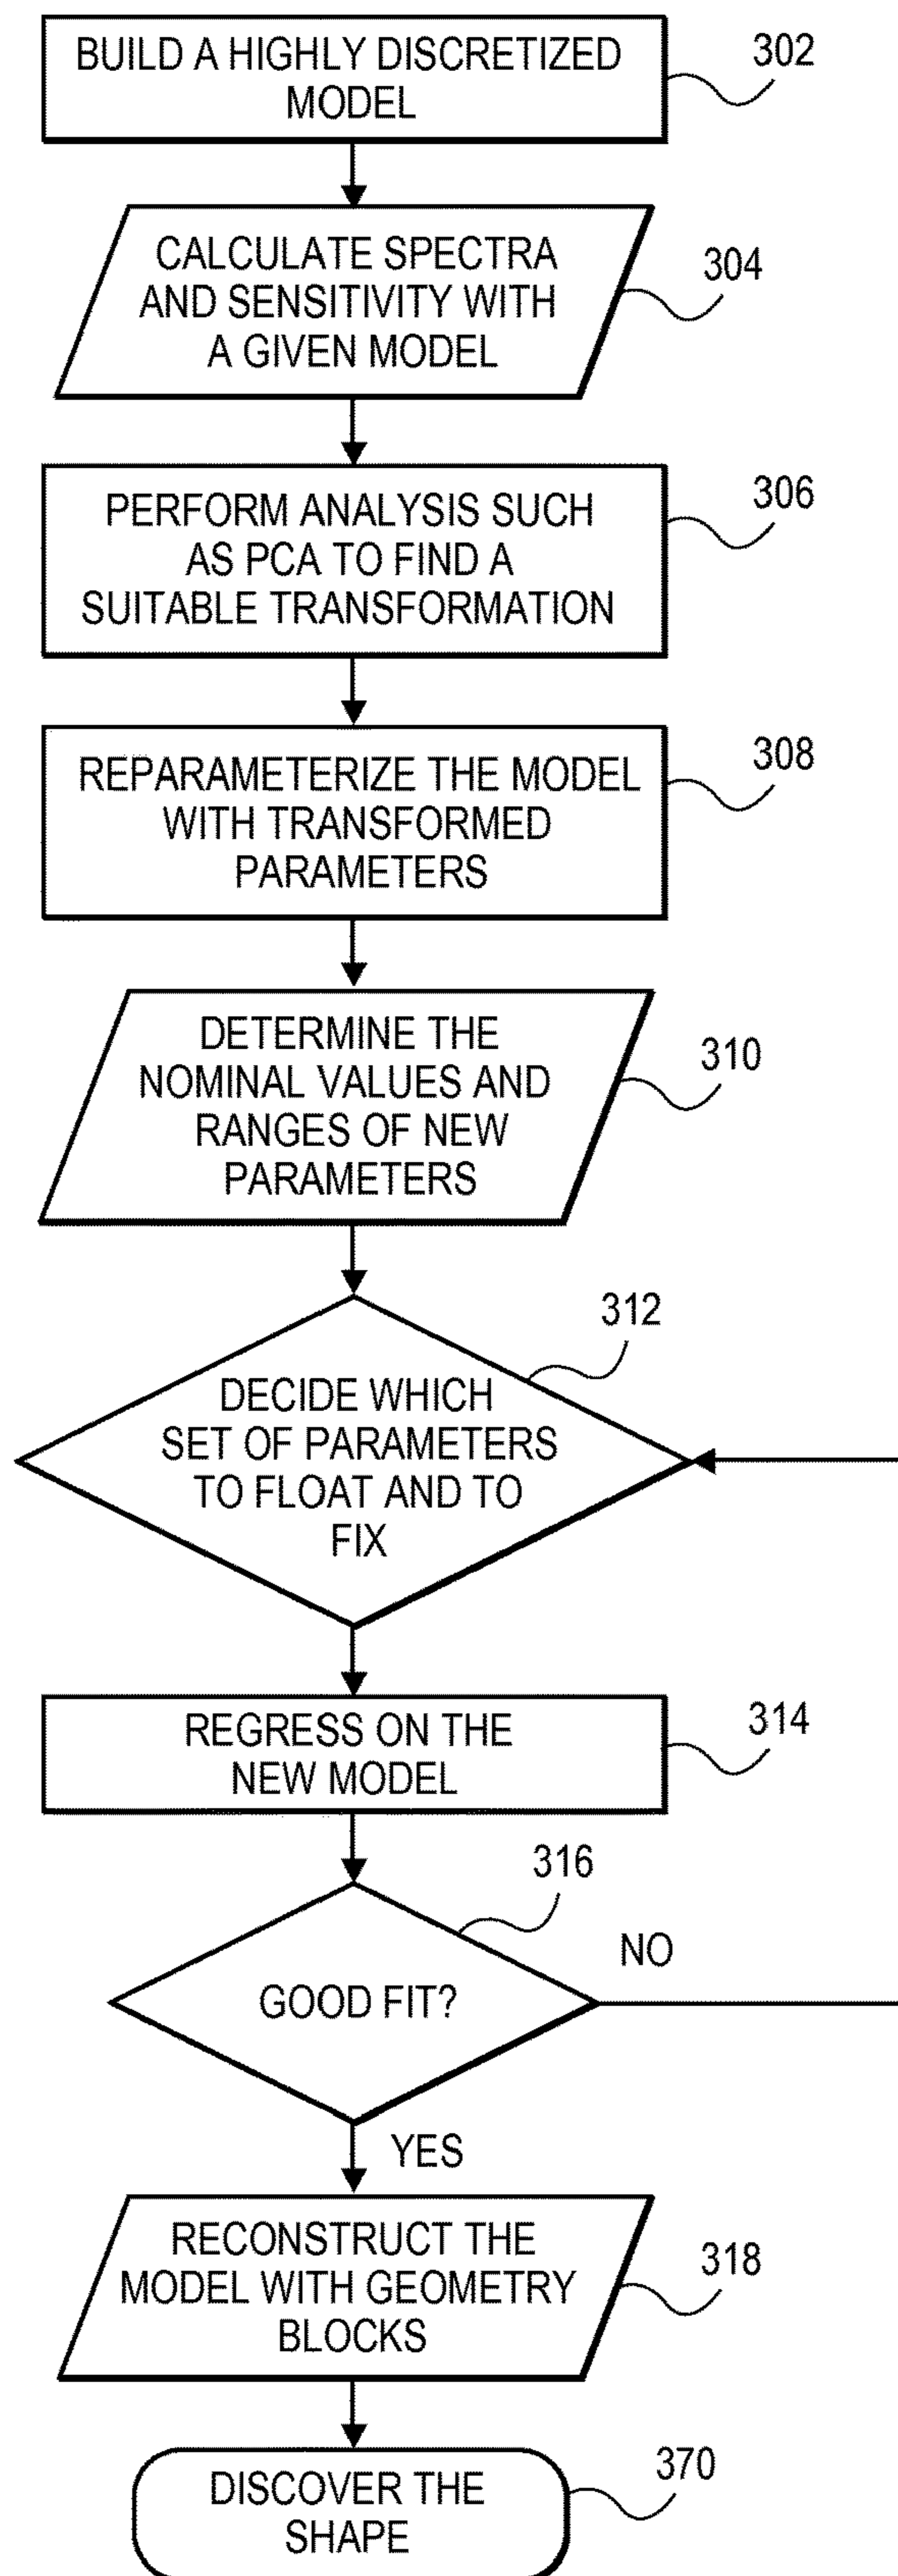 BUILD A HIGHLY DISCRETIZED
MODEL
302
CALCULATE SPECTRA
AND SENSITIVITY WITH
A GIVEN MODEL
304
PERFORM ANALYSIS SUCH
AS PCA TO FIND A
SUITABLE TRANSFORMATION
306
REPARAMETERIZE THE MODEL
WITH TRANSFORMED
PARAMETERS
308
DETERMINE THE
NOMINAL VALUES AND
RANGES OF NEW
PARAMETERS
310
DECIDE WHICH
SET OF PARAMETERS
TO FLOAT AND TO
FIX
312
REGRESS ON THE
NEW MODEL
314
GOOD FIT?
316
NO
YES
RECONSTRUCT THE
MODEL WITH GEOMETRY
BLOCKS
318
DISCOVER THE
SHAPE
370